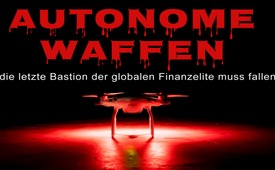 AUTONOME
WAFFEN
die letzte Bastion der globalen Finanzelite muss fallen